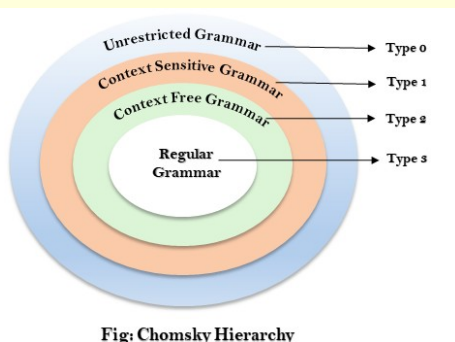 Unrestricted Grammar
Type 0
Context Sensitive Grammar
Type 1
Context Free Grammar
Type 2
Regular
Grammar
Type 3
Fig: Chomsky Hierarchy